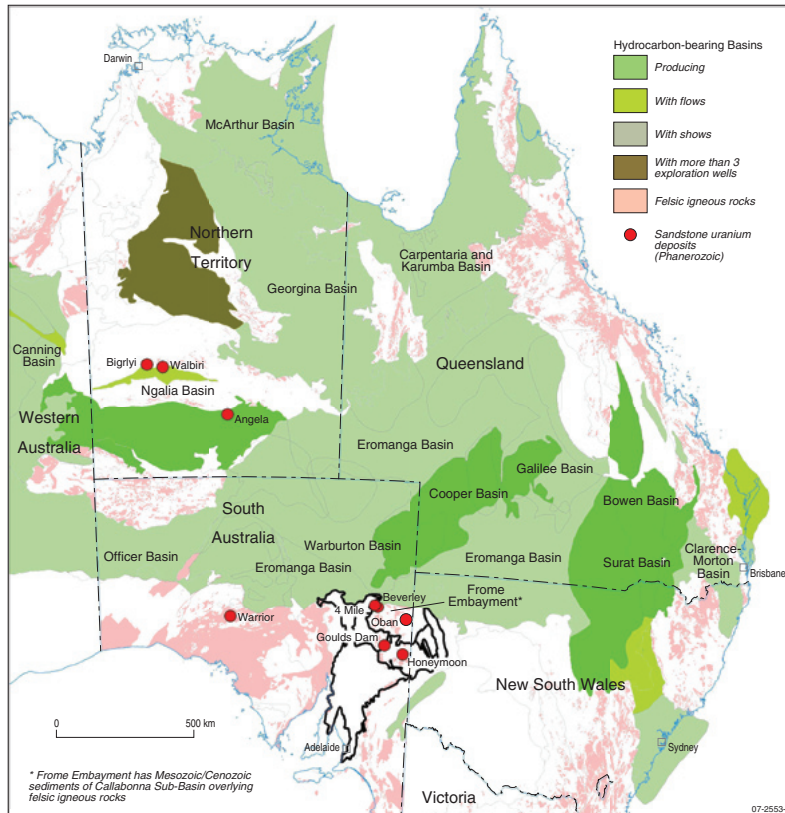 Hydrocarbon-bearing Basins
Producing
With flows
With shows
With more than 3
exploration wells
Felsic igneous rocks
Sandstone uranium
deposits
(Phanerozoic)
Darwin
McArthur Basin
Northern
Territory
Carpentaria and
Karumba Basin
Georgina Basin
Canning
Basin
Bigrlyi
Walbiri
Queensland
Ngalia Basin
Western
Australia
Angela
Eromanga Basin
Galilee Basin
Cooper Basin
Bowen Basin
South
Australia
Officer Basin
Warburton Basin
Eromanga Basin
Eromanga Basin
Surat Basin
Clarence-
Morton
Basin
Brisbane
Beverley
4 Mile
Frome
Embayment*
Oban
Warrior
Goulds Dam
Honeymoon
New South Wales
0
500 km
Adelaide
Sydney
* Frome Embayment has Mesozoic/Cenozoic
sediments of Callabonna Sub-Basin overlying
felsic igneous rocks
Victoria
07-2553-